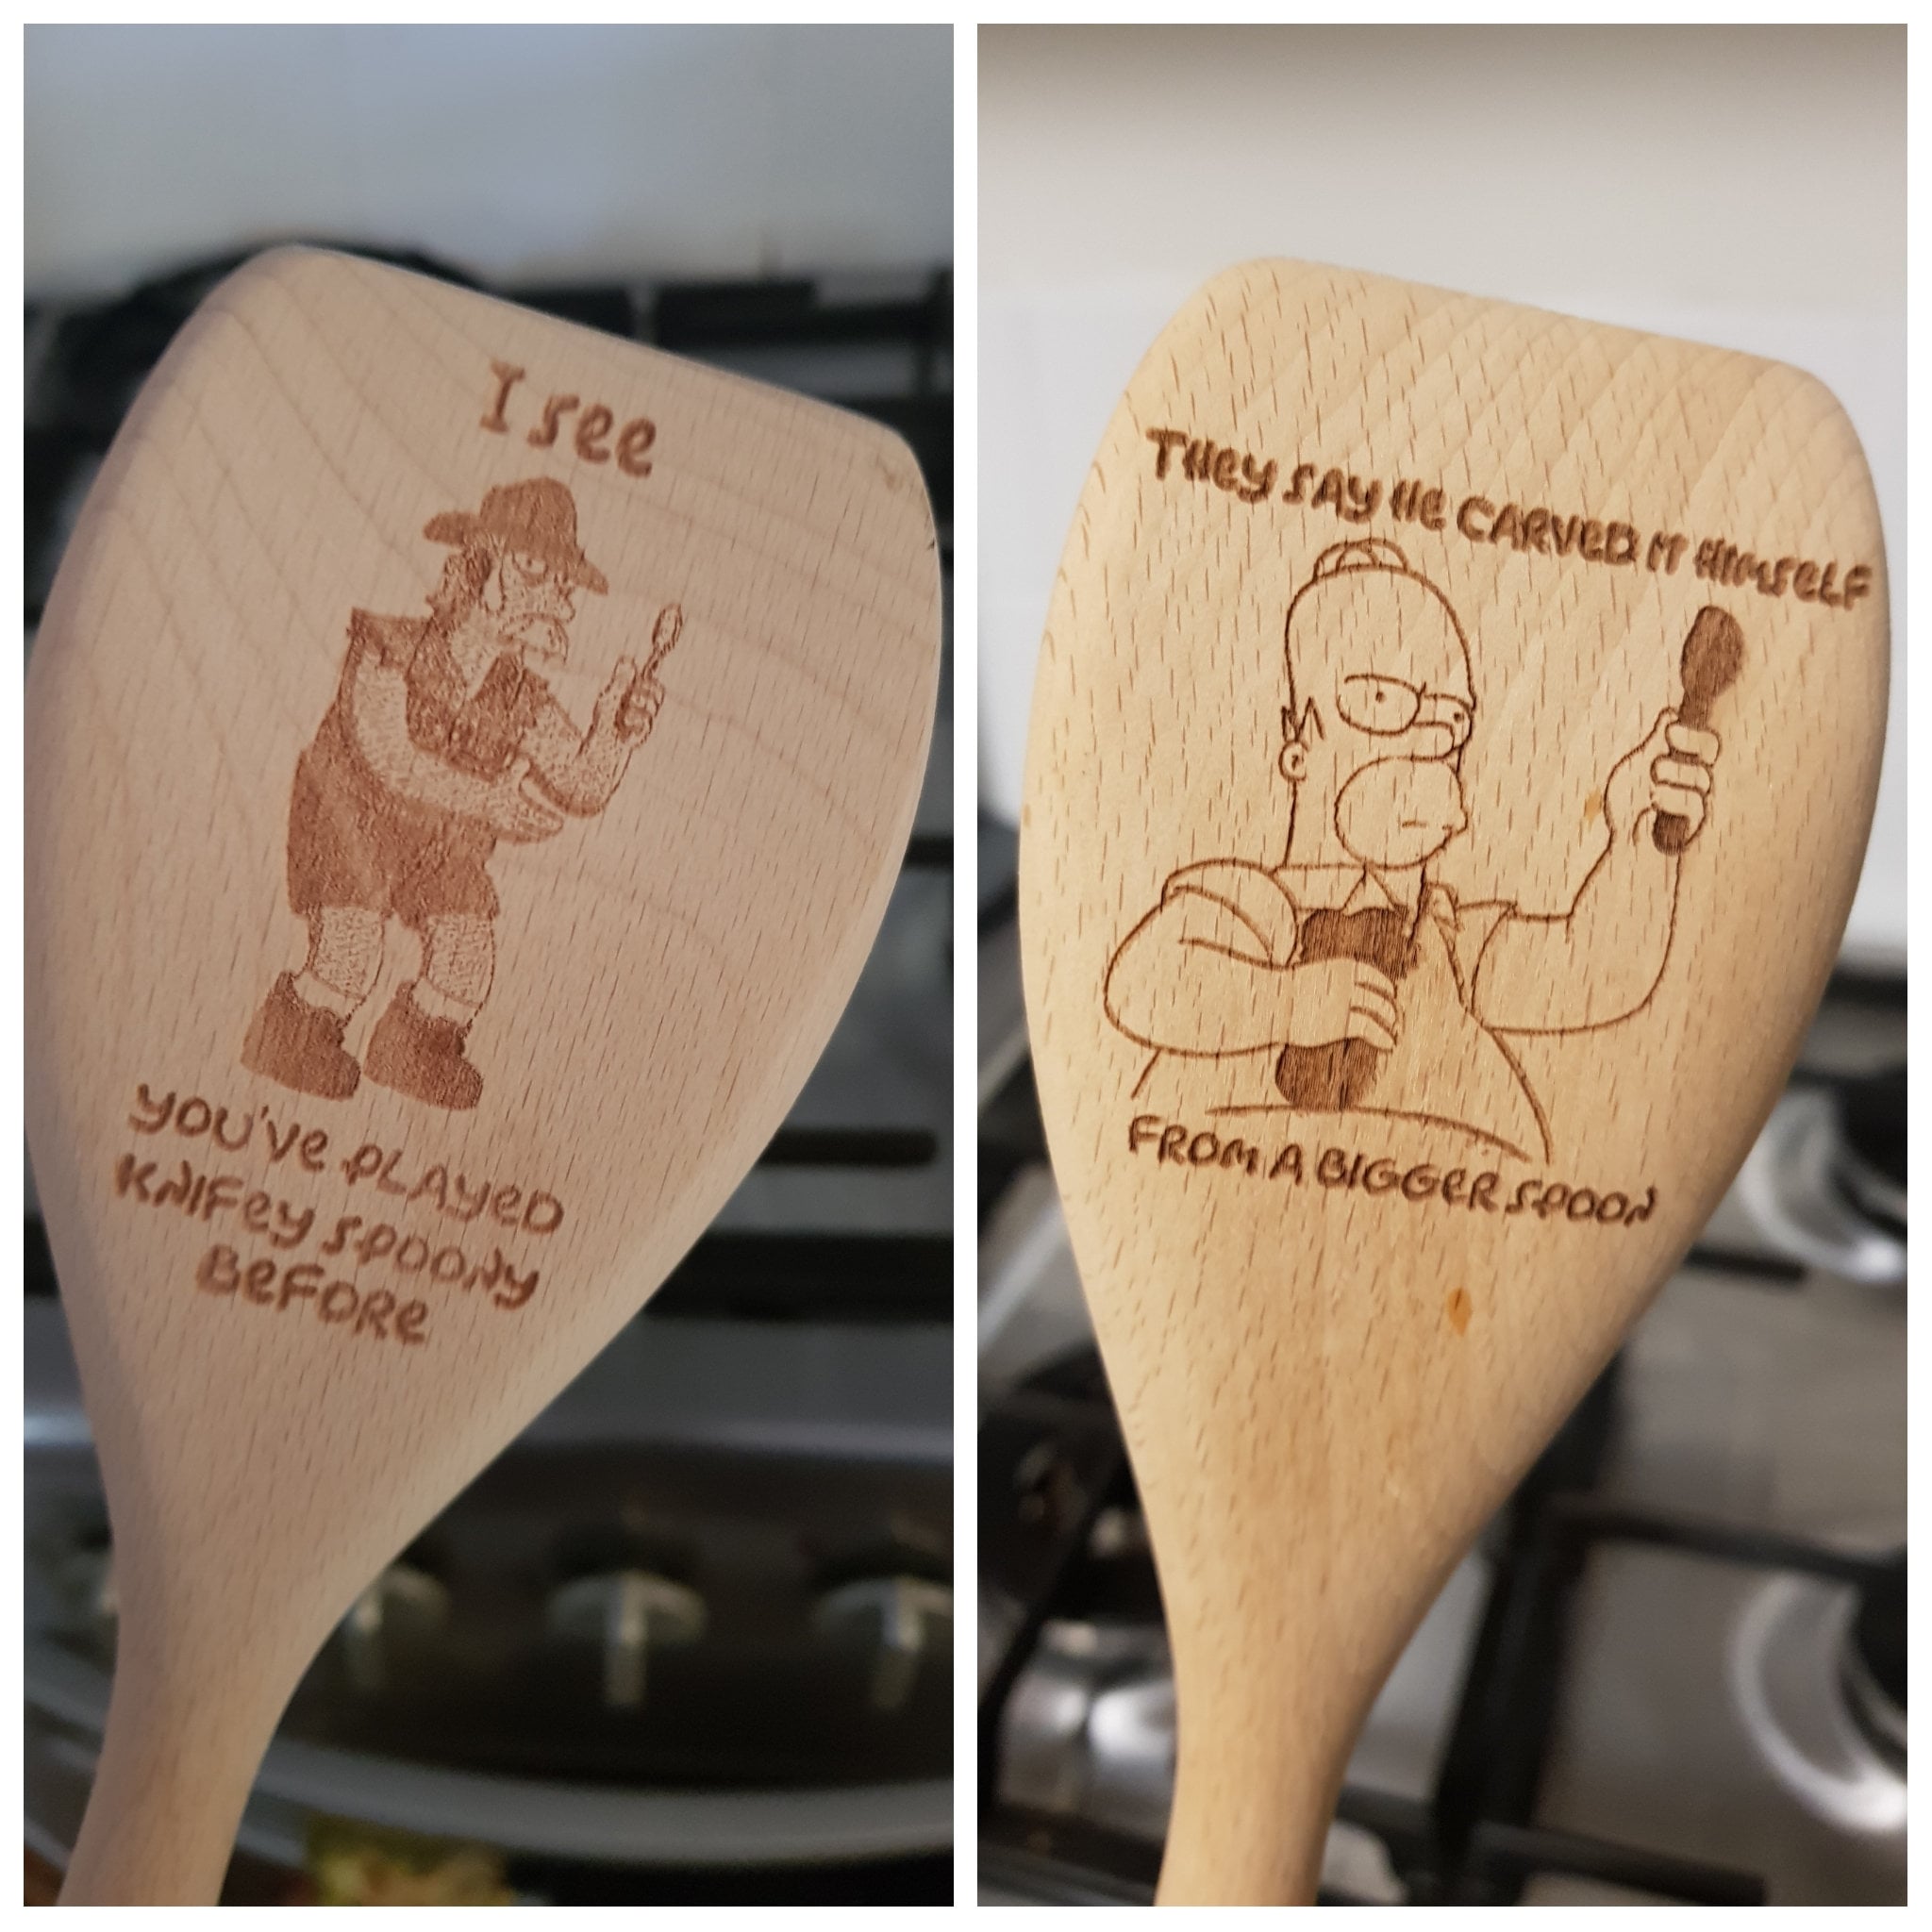 I see
YOU'Ve PLAYeD
KNIFey SPOONy
BeFORe
THey SAy He CARVeD IT HIMSeLF
FROM A BIGGeR SPOON